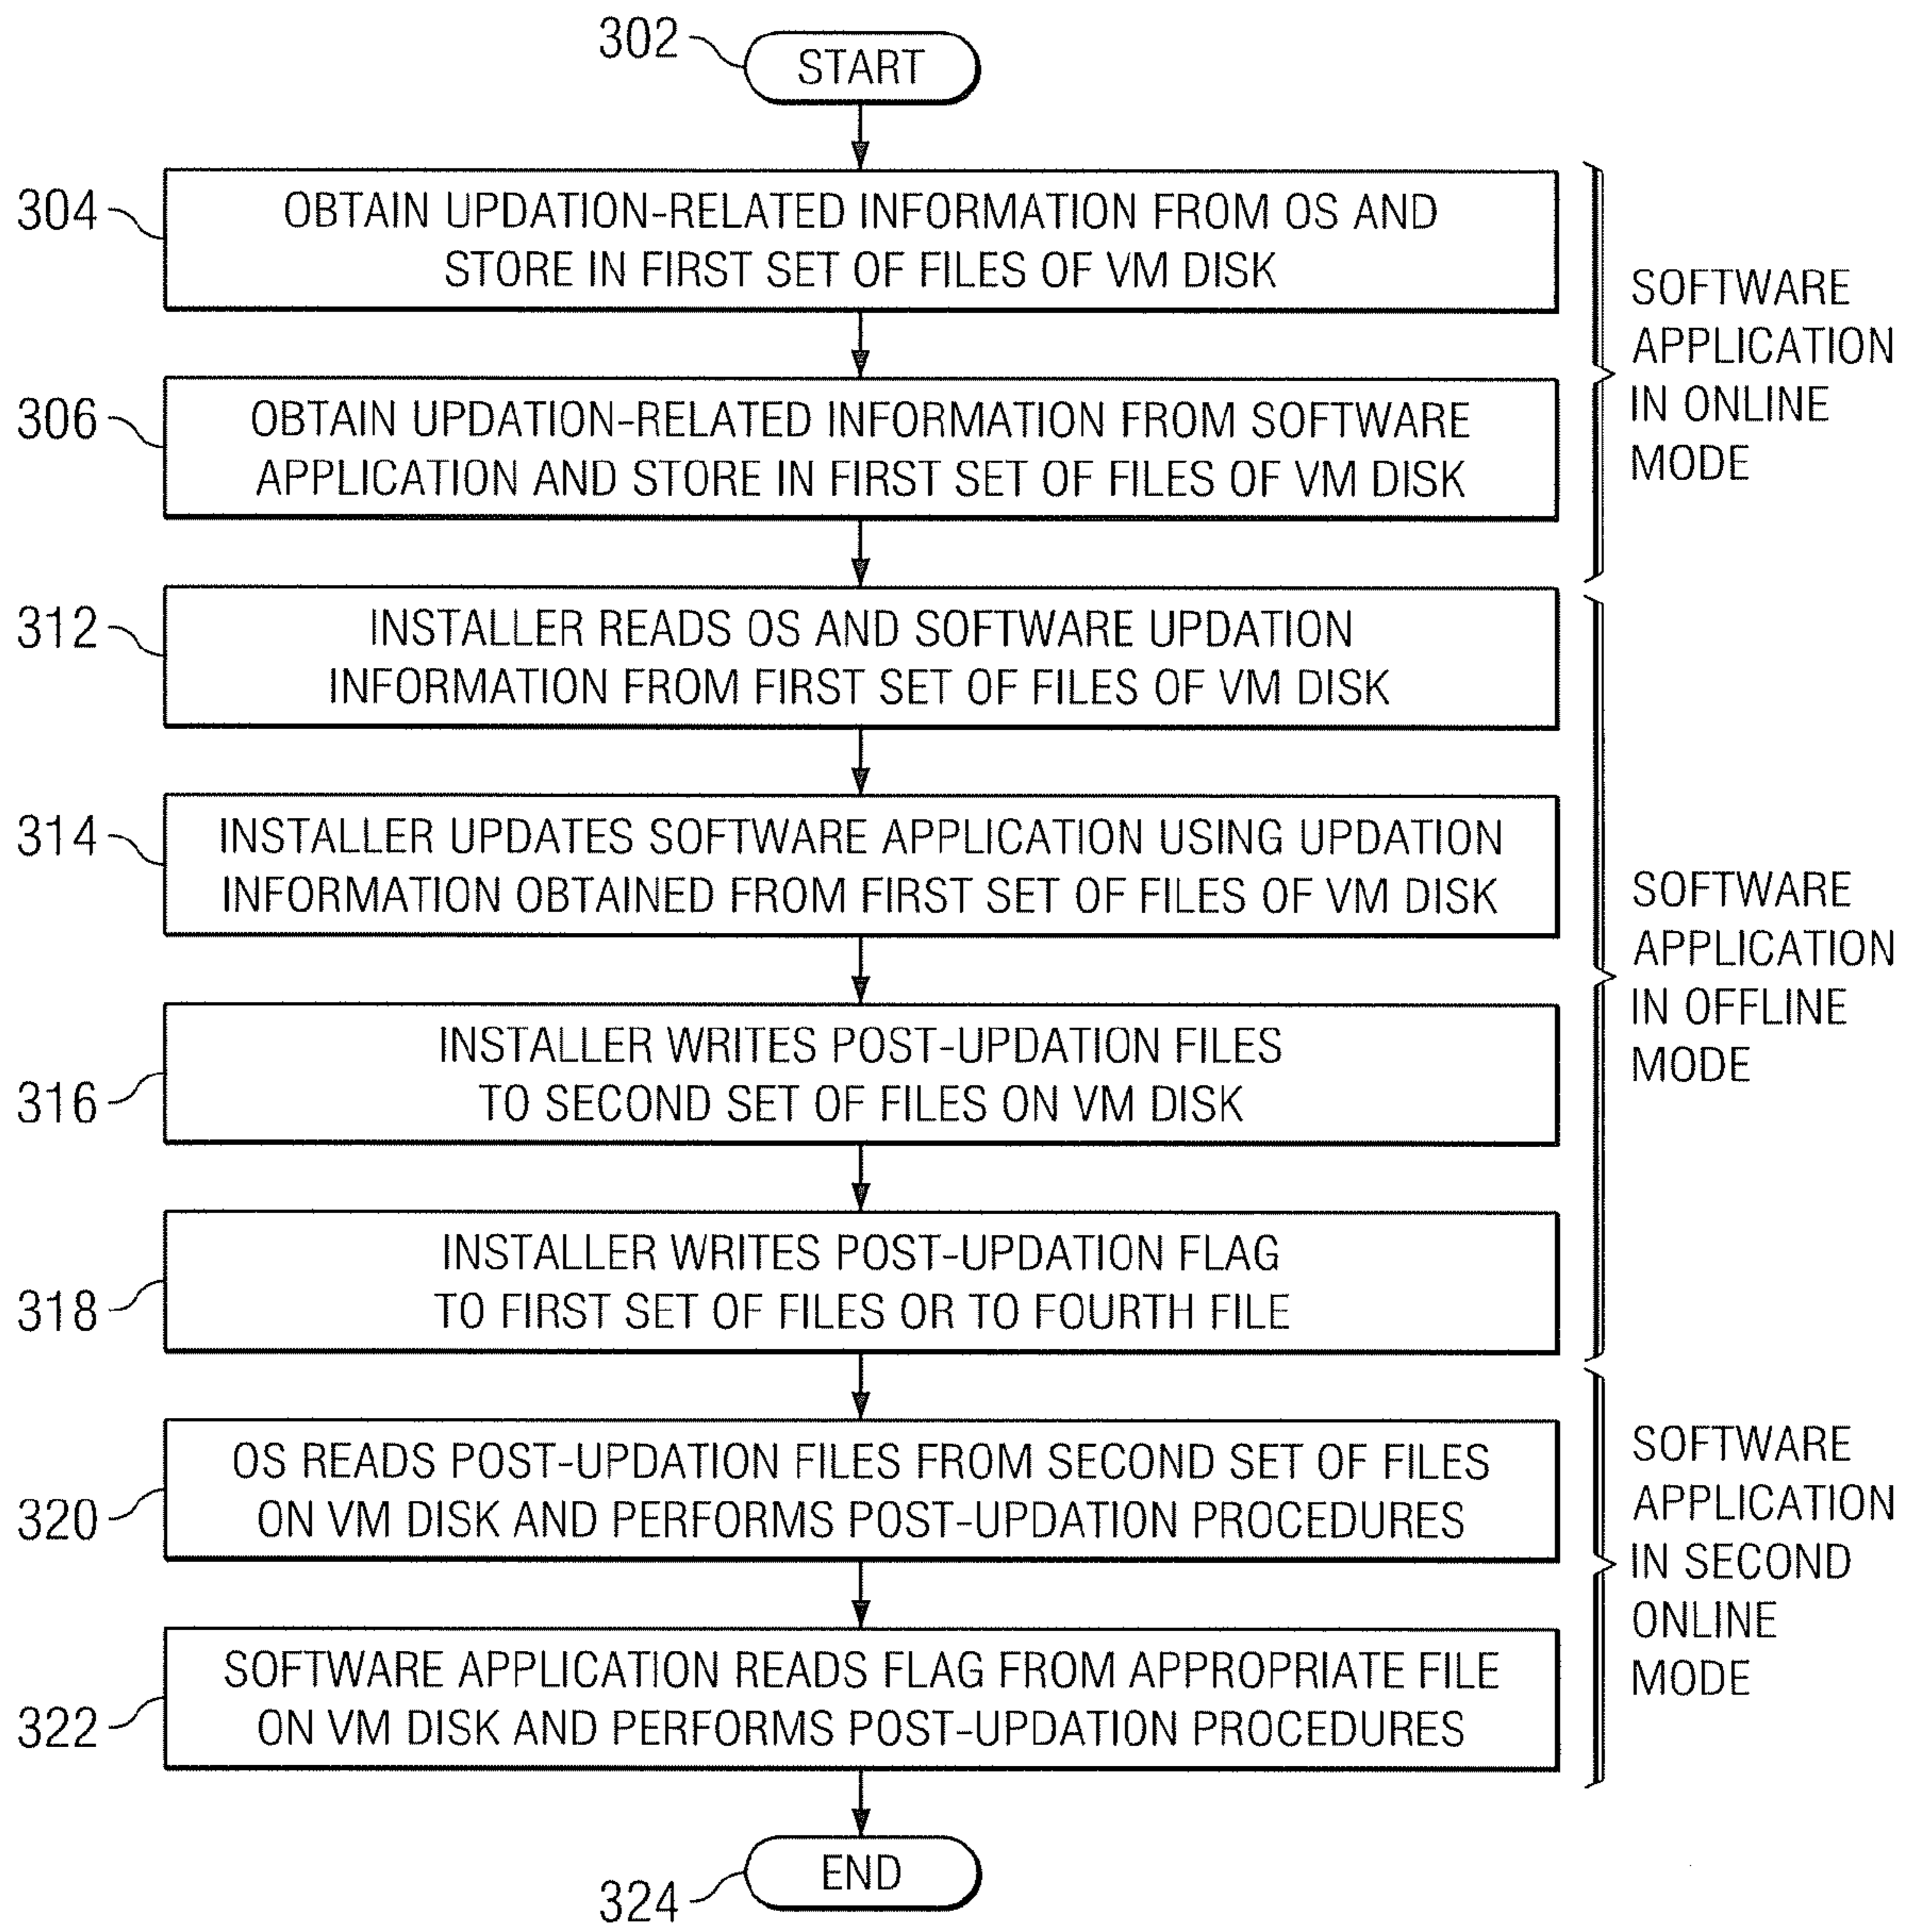 302
START
304
OBTAIN UPDATION-RELATED INFORMATION FROM OS AND
STORE IN FIRST SET OF FILES OF VM DISK
306
OBTAIN UPDATION-RELATED INFORMATION FROM SOFTWARE
APPLICATION AND STORE IN FIRST SET OF FILES OF VM DISK
SOFTWARE
APPLICATION
IN ONLINE
MODE
312
INSTALLER READS OS AND SOFTWARE UPDATION
INFORMATION FROM FIRST SET OF FILES OF VM DISK
314
INSTALLER UPDATES SOFTWARE APPLICATION USING UPDATION
INFORMATION OBTAINED FROM FIRST SET OF FILES OF VM DISK
316
INSTALLER WRITES POST-UPDATION FILES
TO SECOND SET OF FILES ON VM DISK
318
INSTALLER WRITES POST-UPDATION FLAG
TO FIRST SET OF FILES OR TO FOURTH FILE
SOFTWARE
APPLICATION
IN OFFLINE
MODE
320
OS READS POST-UPDATION FILES FROM SECOND SET OF FILES
ON VM DISK AND PERFORMS POST-UPDATION PROCEDURES
322
SOFTWARE APPLICATION READS FLAG FROM APPROPRIATE FILE
ON VM DISK AND PERFORMS POST-UPDATION PROCEDURES
SOFTWARE
APPLICATION
IN SECOND
ONLINE
MODE
324
END